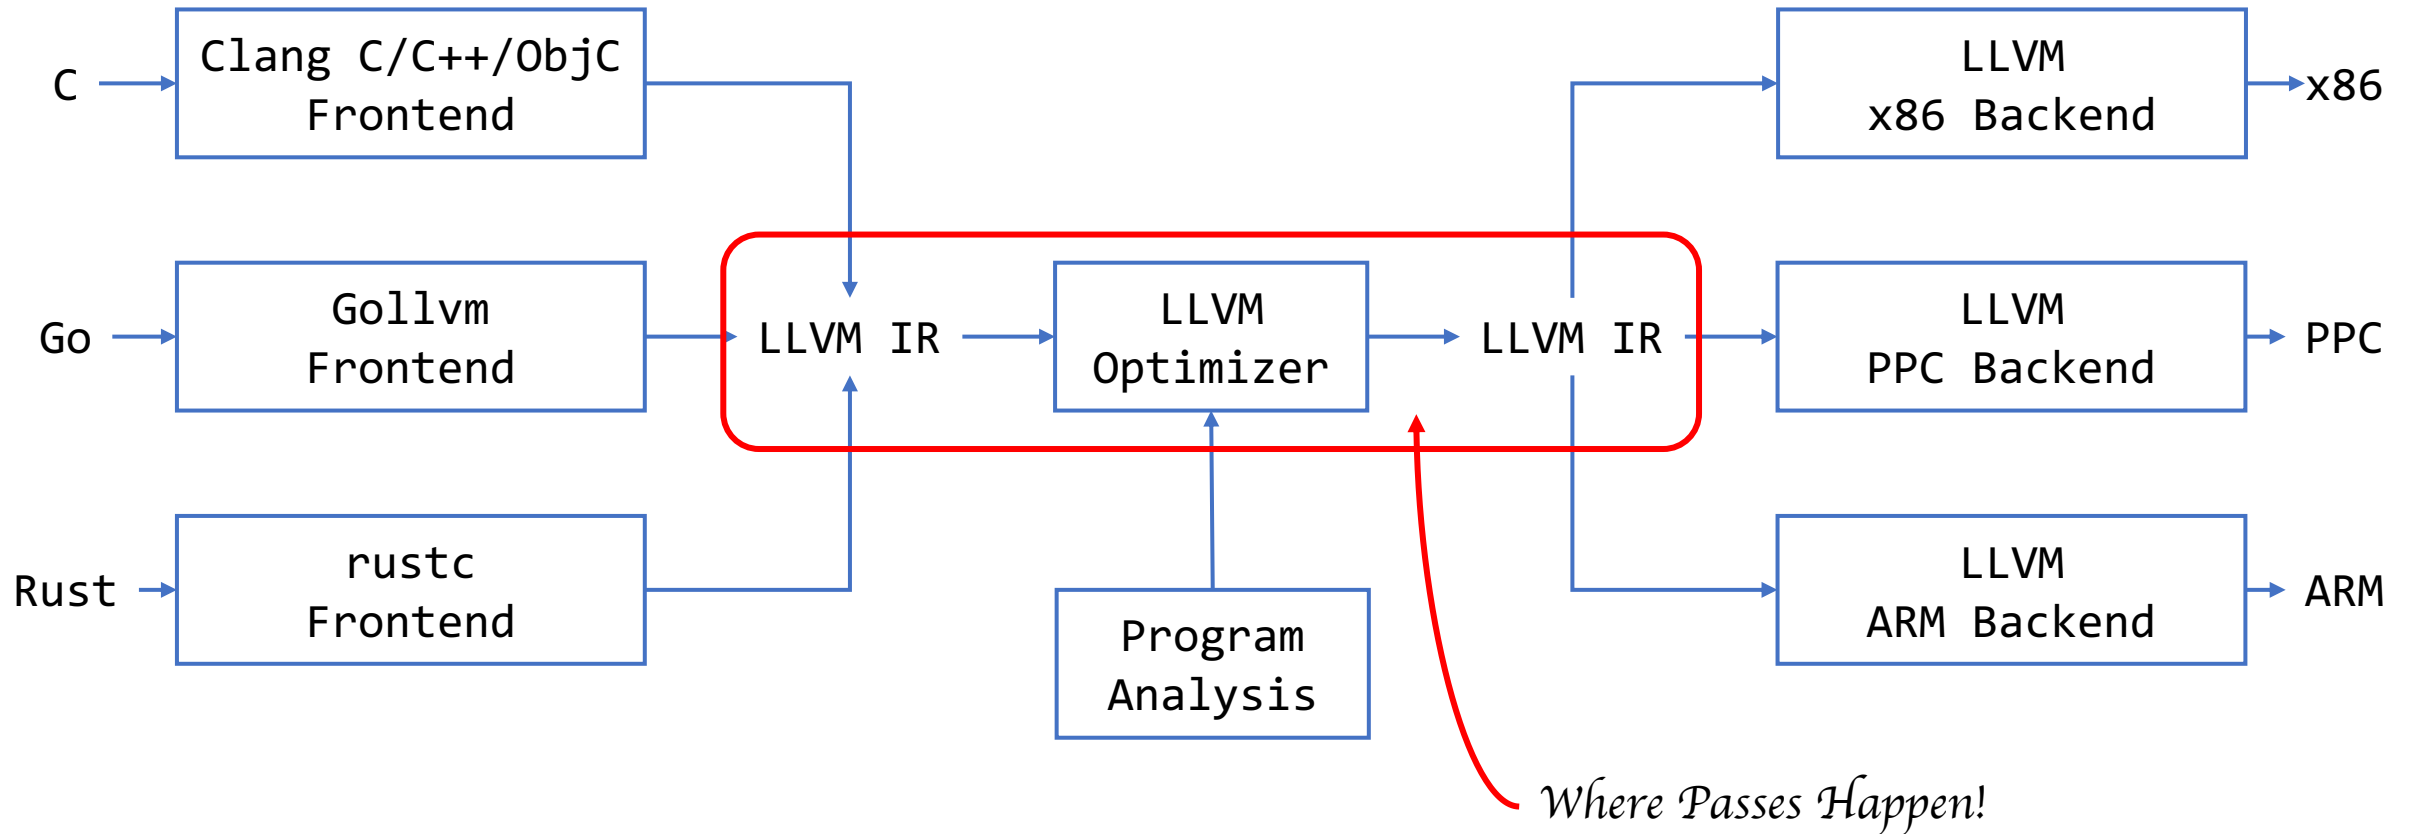 C
Clang C/C++/ObjC
Frontend
LLVM
x86 Backend
x86
Go
Gollvm
Frontend
LLVM IR
LLVM
Optimizer
LLVM IR
LLVM
PPC Backend
PPC
Rust
rustc
Frontend
Program
Analysis
LLVM
ARM Backend
ARM
Where Passes Happen!